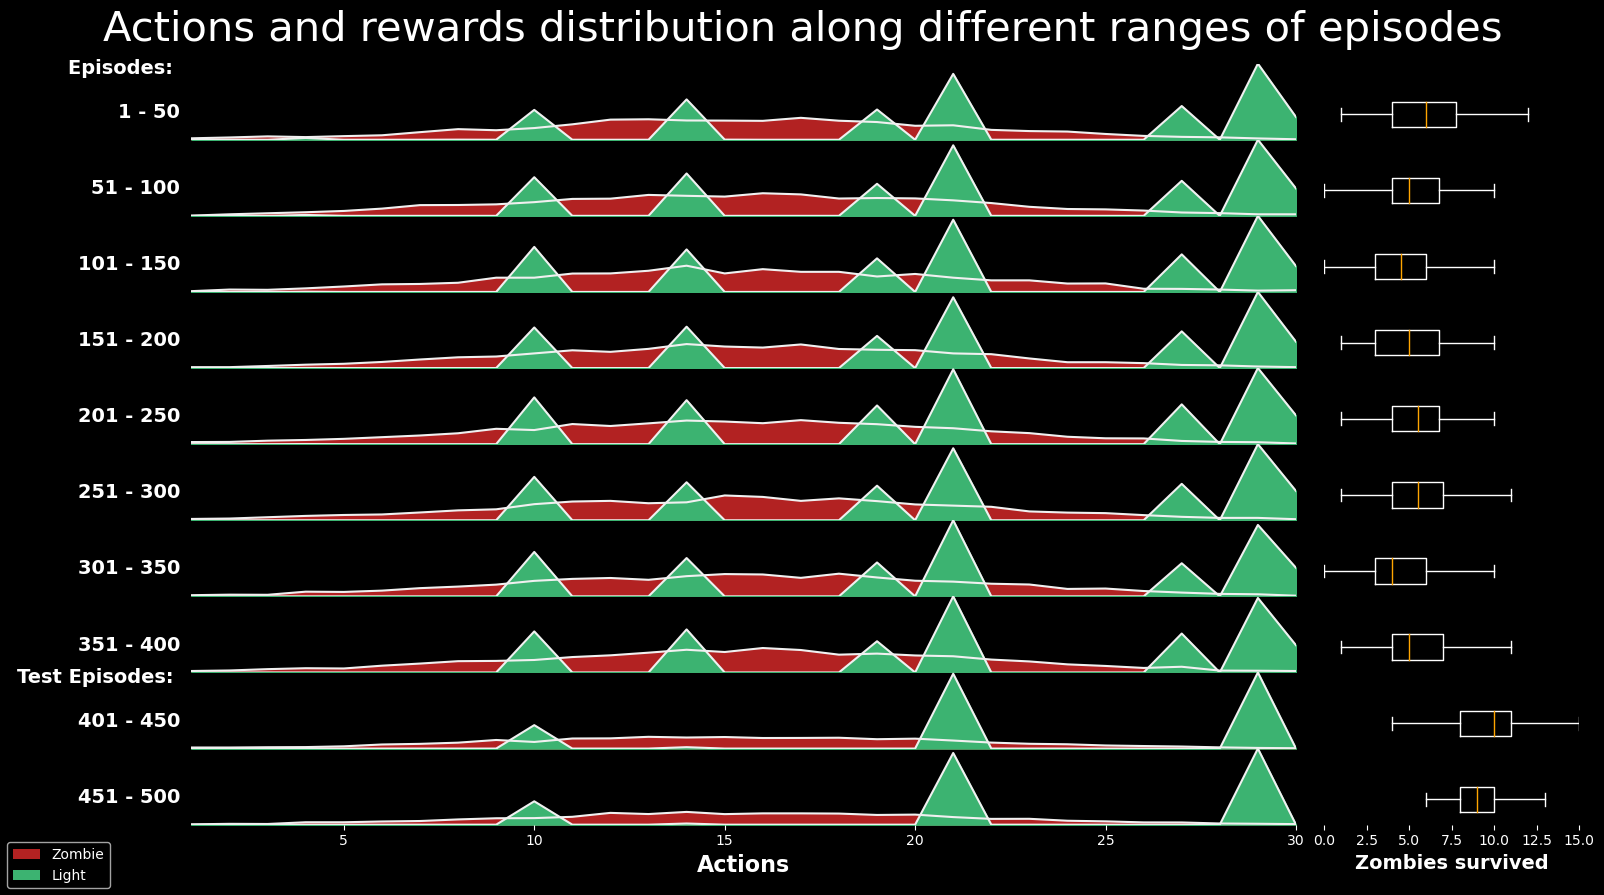 Actions and rewards distribution along different ranges of episodes
Episodes:
1 - 50
51 - 100
101 - 150
151 - 200
201 - 250
251 - 300
301 - 350
351 - 400
Test Episodes:
401 - 450
451 - 500
5 10 15 20 25 30 0.0 2.5 5.0 7.5 10.0 12.5 15.0
Actions Zombies survived
Zombie
Light